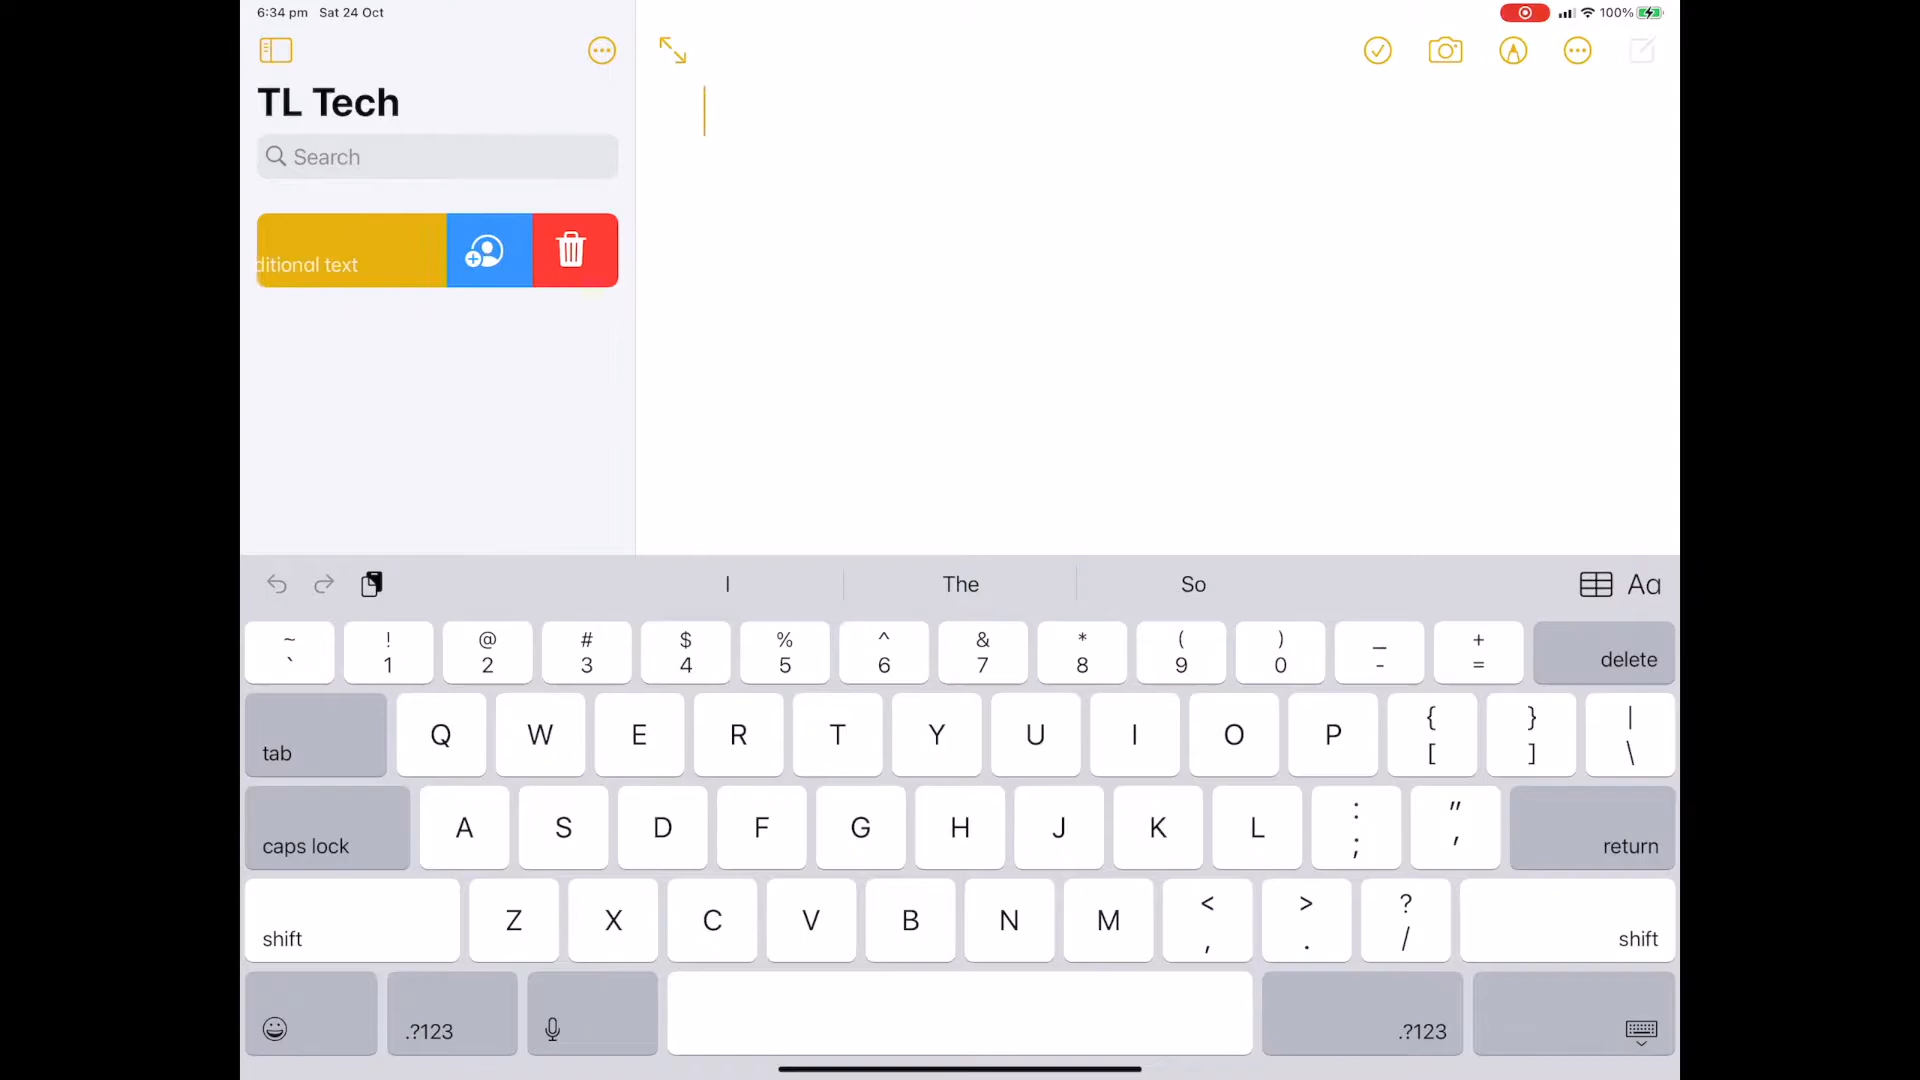 6:34 pm Sat 24 Oct 100%
TL Tech
Search
ditional text
I The So Aa
~ ! @ # $ % ^ & * ( ) _ +
` 1 2 3 4 5 6 7 8 9 0 - = delete
tab Q W E R T Y U I O P { [ } ] | \
caps lock A S D F G H J K L : ; " ' return
shift Z X C V B N M < , > . ? / shift
.?123 .?123